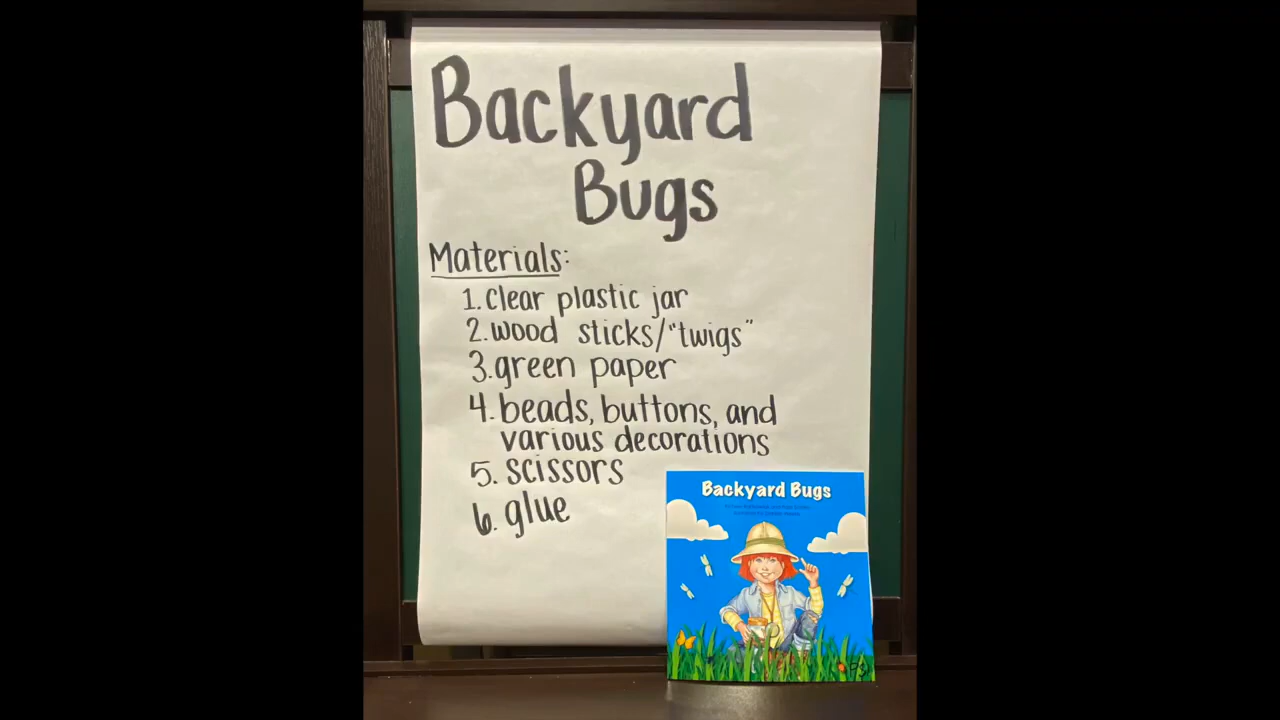 Backyard
Bugs
Materials:
1. clear plastic jar
2. wood sticks/"twigs"
3. green paper
4. beads, buttons, and
various decorations
5. scissors
6. glue
Backyard Bugs